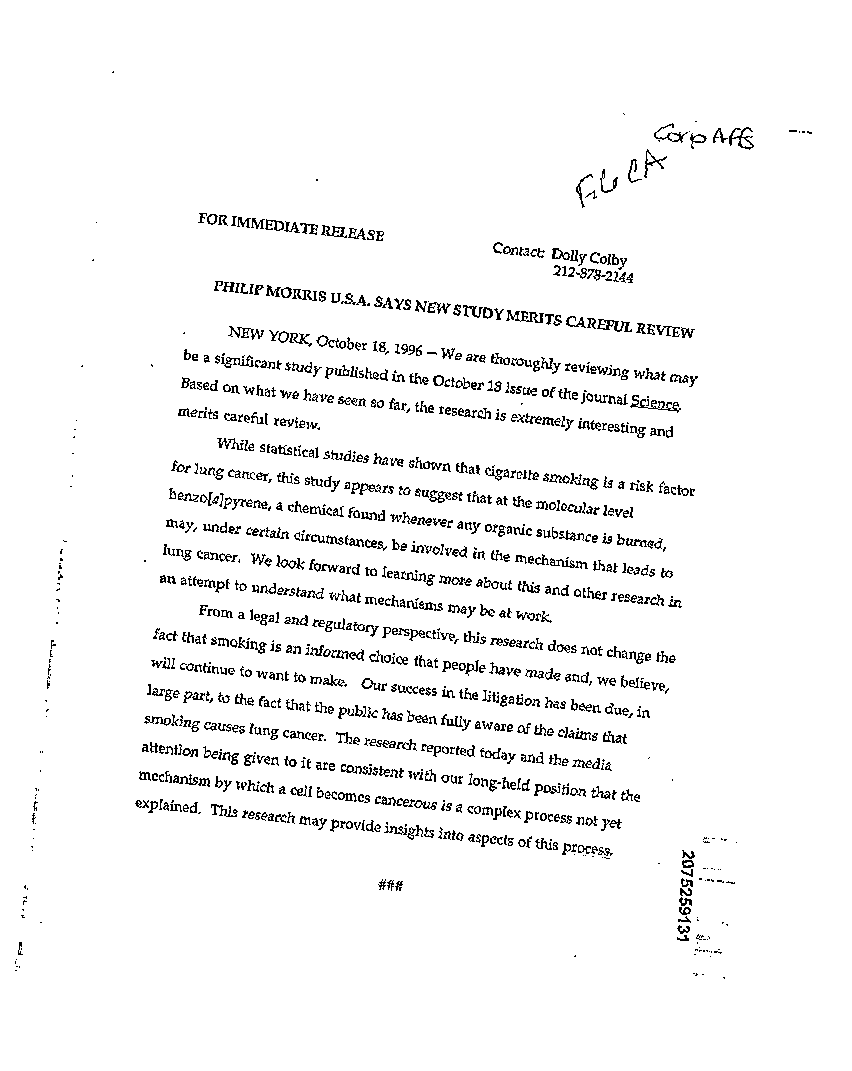 Corp Affs
File CA
FOR IMMEDIATE RELEASE
Contact: Dolly Colby
212-878-2144
PHILIP MORRIS U.S.A. SAYS NEW STUDY MERITS CAREFUL REVIEW
NEW YORK, October 18, 1996 – We are thoroughly reviewing what may
be a significant study published in the October 18 issue of the journal Science.
Based on what we have seen so far, the research is extremely interesting and
merits careful review.
While statistical studies have shown that cigarette smoking is a risk factor
for lung cancer, this study appears to suggest that at the molecular level
benzo[a]pyrene, a chemical found whenever any organic substance is burned,
may, under certain circumstances, be involved in the mechanism that leads to
lung cancer. We look forward to learning more about this and other research in
an attempt to understand what mechanisms may be at work.
From a legal and regulatory perspective, this research does not change the
fact that smoking is an informed choice that people have made and, we believe,
will continue to want to make. Our success in the litigation has been due, in
large part, to the fact that the public has been fully aware of the claims that
smoking causes lung cancer. The research reported today and the media
attention being given to it are consistent with our long-held position that the
mechanism by which a cell becomes cancerous is a complex process not yet
explained. This research may provide insights into aspects of this process.
###
2075259131